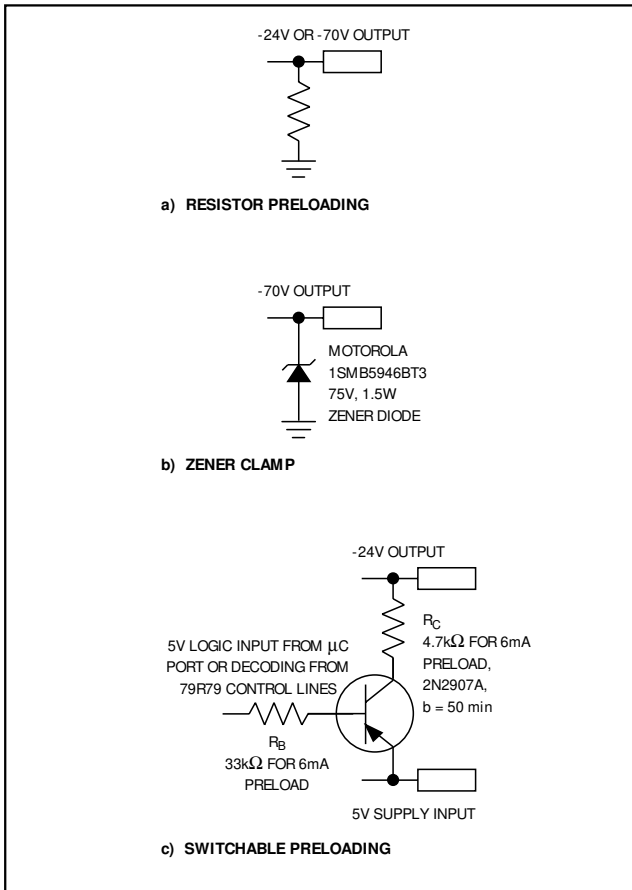 -24V OR -70V OUTPUT
a) RESISTOR PRELOADING
-70V OUTPUT
MOTOROLA
1SMB5946BT3
75V, 1.5W
ZENER DIODE
b) ZENER CLAMP
-24V OUTPUT
RC
4.7kΩ FOR 6mA
PRELOAD,
2N2907A,
b = 50 min
5V LOGIC INPUT FROM µC
PORT OR DECODING FROM
79R79 CONTROL LINES
RB
33kΩ FOR 6mA
PRELOAD
5V SUPPLY INPUT
c) SWITCHABLE PRELOADING